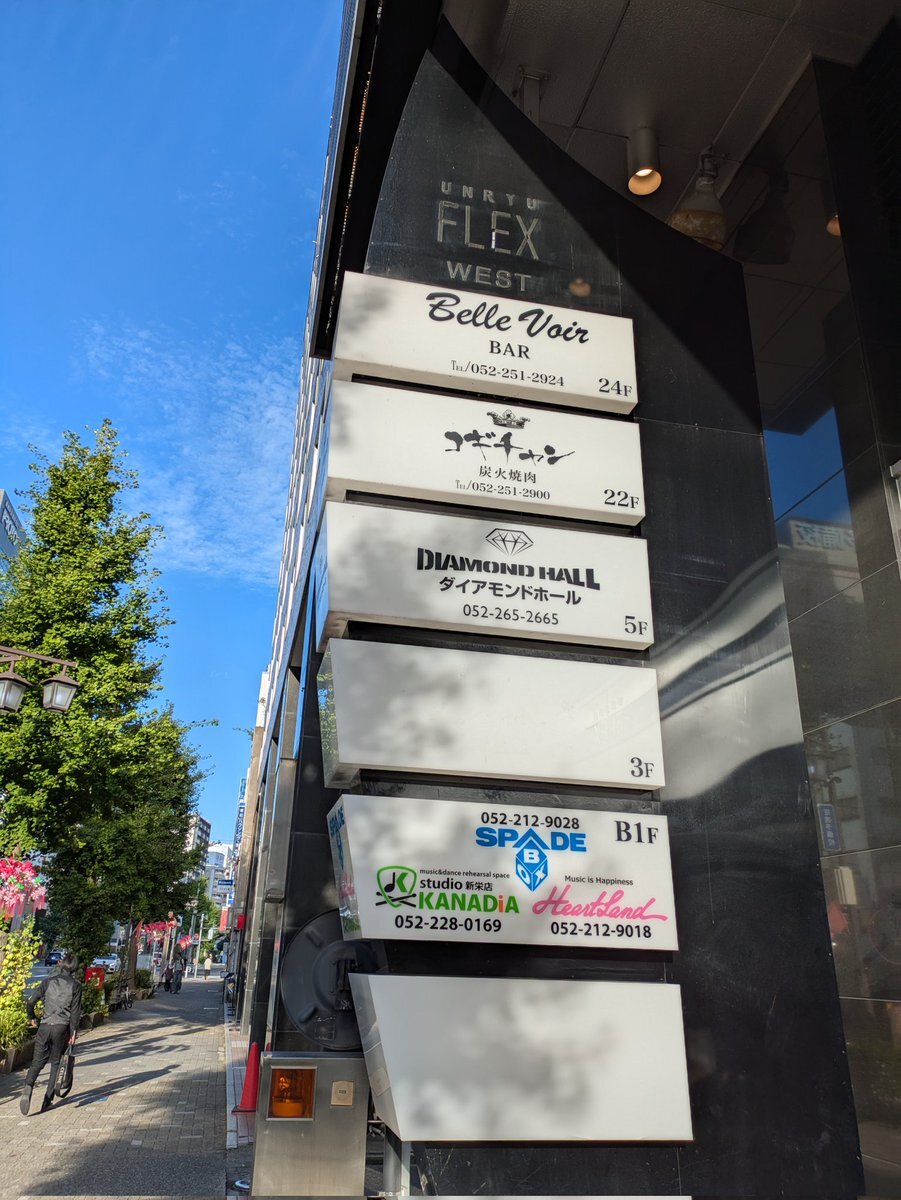 UNRYU
FLEX
WEST
Belle Voir
BAR
TEL/052-251-2924
24F
コギチャン
炭火焼肉
TEL/052-251-2900
22F
DIAMOND HALL
ダイアモンドホール
052-265-2665
5F
3F
052-212-9028
SPADE
BOX
B1F
music&dance rehearsal space
studio 新栄店
KANADiA
052-228-0169
Music is Happiness
HeartLand
052-212-9018